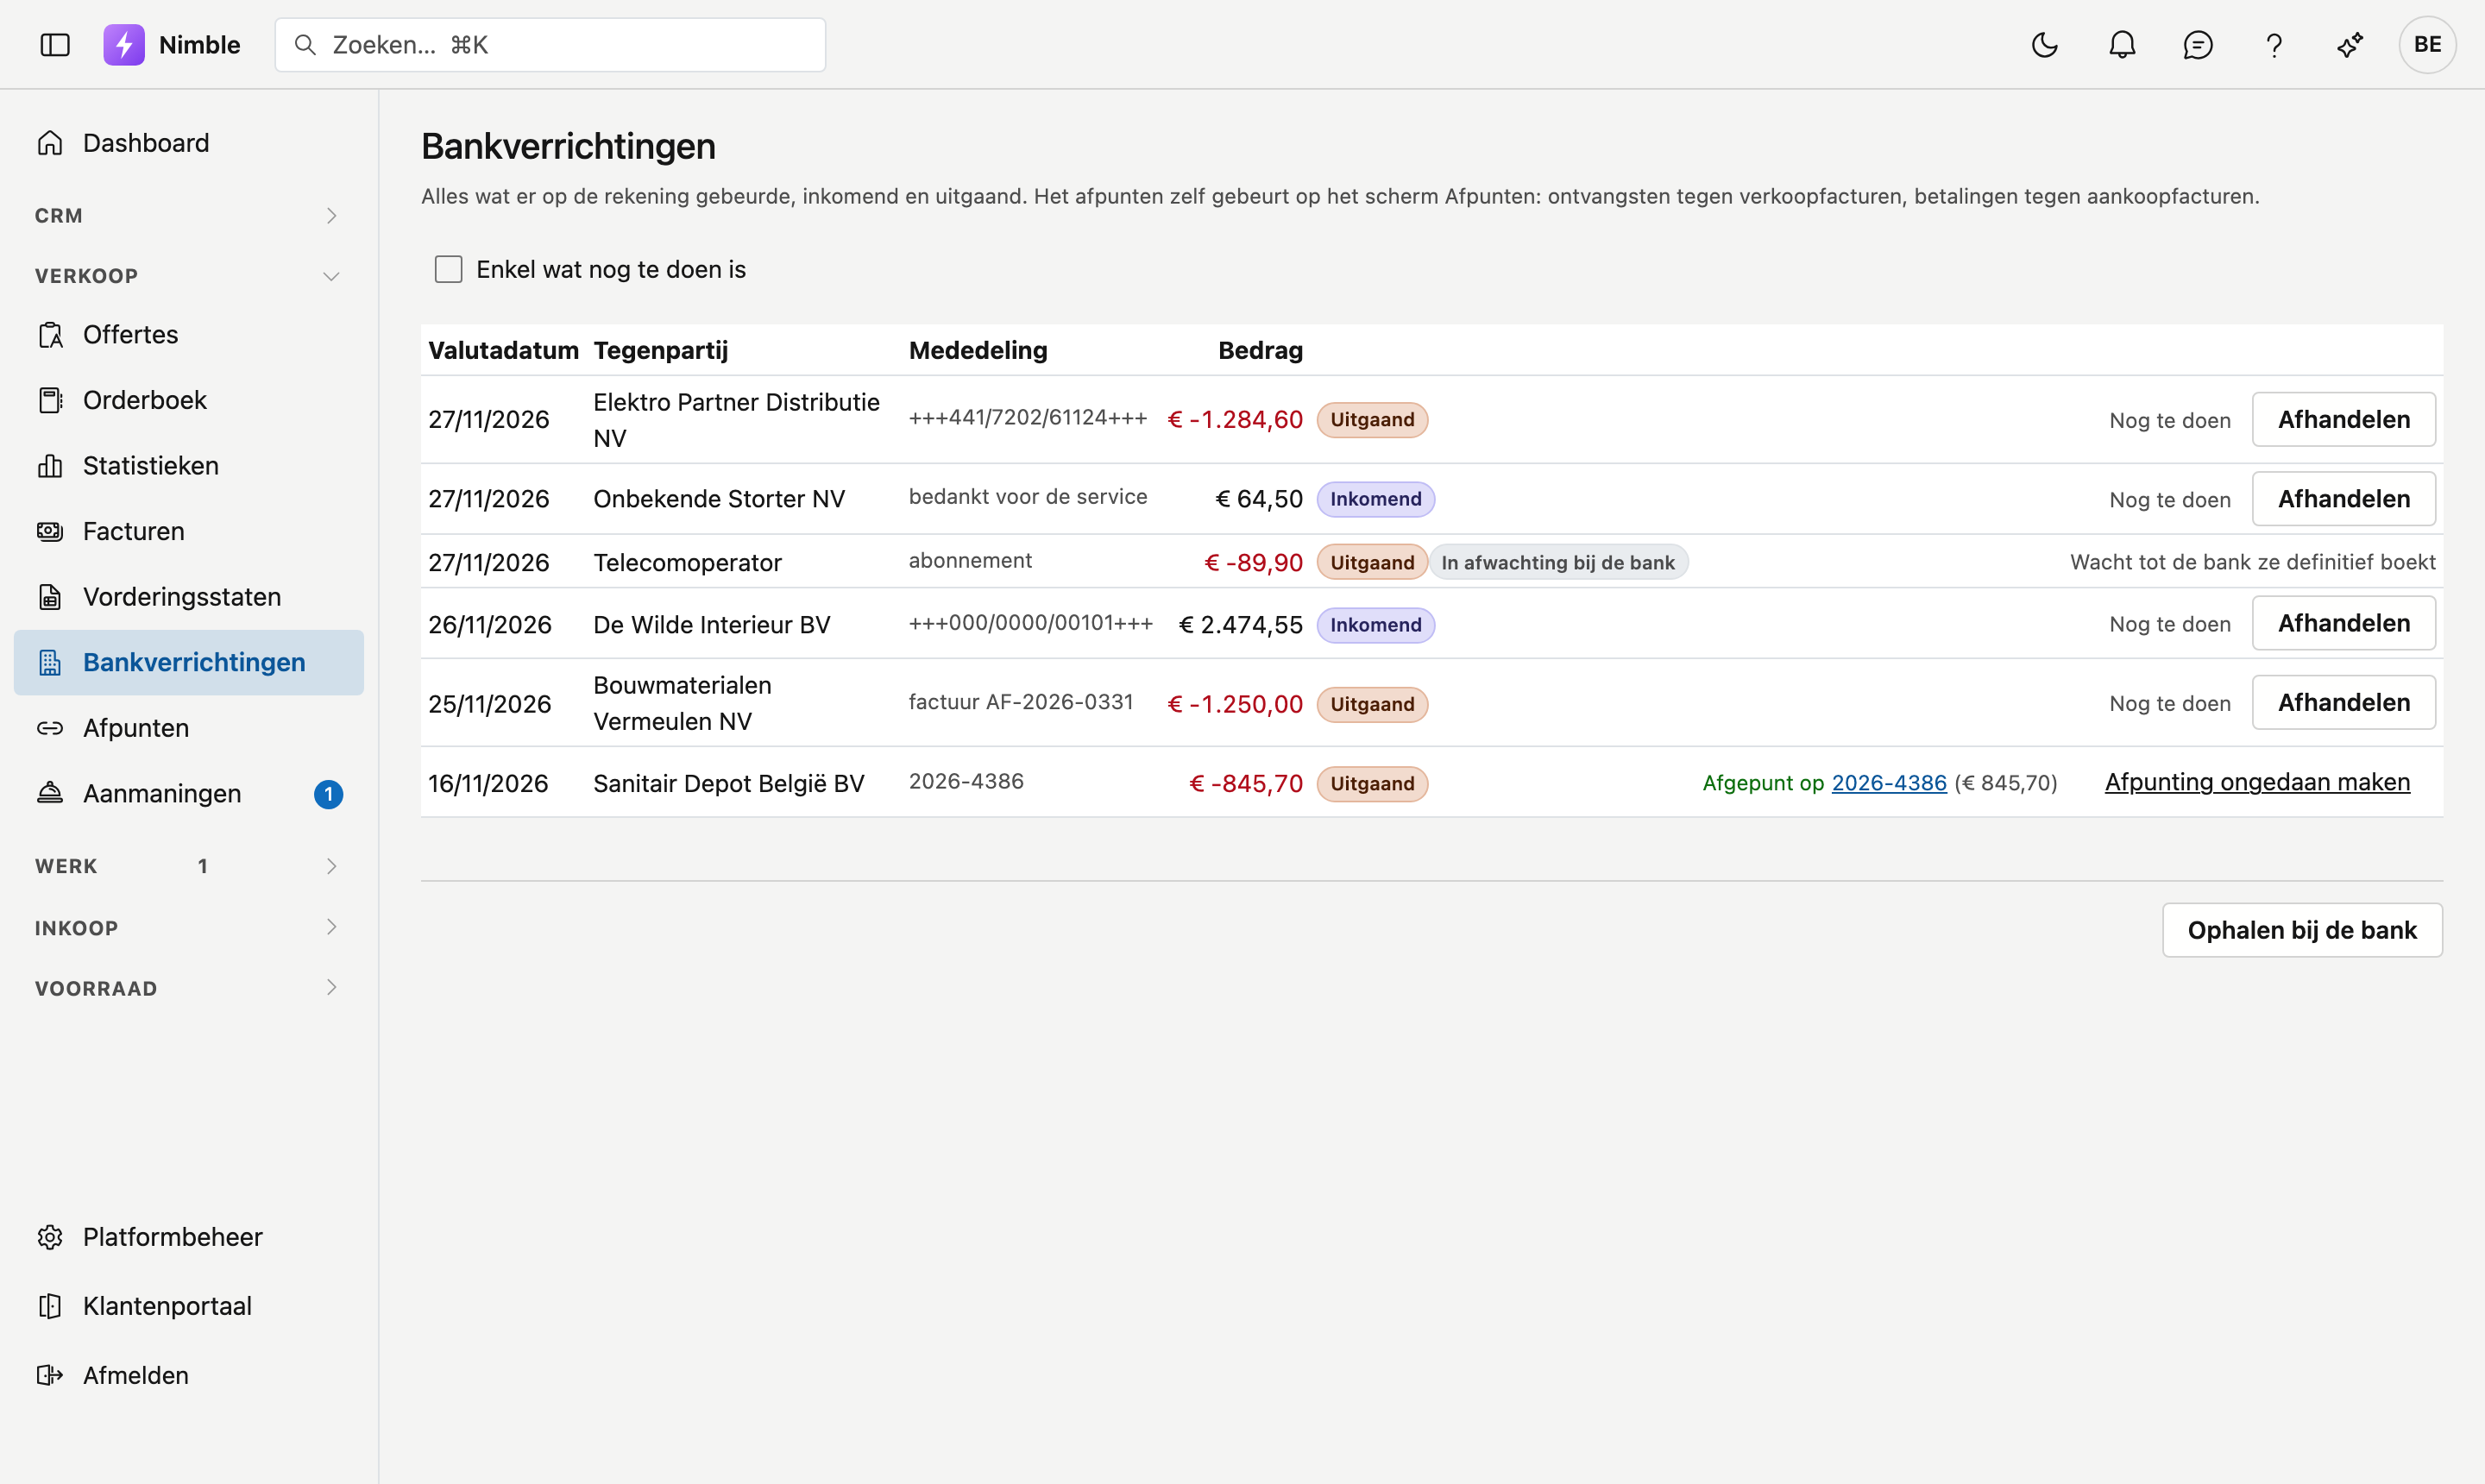 Nimble
Zoeken... ⌘K
BE
Dashboard
CRM
VERKOOP
Offertes
Orderboek
Statistieken
Facturen
Vorderingsstaten
Bankverrichtingen
Afpunten
Aanmaningen 1
WERK 1
INKOOP
VOORRAAD
Platformbeheer
Klantenportaal
Afmelden
Bankverrichtingen
Alles wat er op de rekening gebeurde, inkomend en uitgaand. Het afpunten zelf gebeurt op het scherm Afpunten: ontvangsten tegen verkoopfacturen, betalingen tegen aankoopfacturen.
Enkel wat nog te doen is
Valutadatum Tegenpartij Mededeling Bedrag
27/11/2026 Elektro Partner Distributie NV +++441/7202/61124+++ € -1.284,60 Uitgaand Nog te doen Afhandelen
27/11/2026 Onbekende Storter NV bedankt voor de service € 64,50 Inkomend Nog te doen Afhandelen
27/11/2026 Telecomoperator abonnement € -89,90 Uitgaand In afwachting bij de bank Wacht tot de bank ze definitief boekt
26/11/2026 De Wilde Interieur BV +++000/0000/00101+++ € 2.474,55 Inkomend Nog te doen Afhandelen
25/11/2026 Bouwmaterialen Vermeulen NV factuur AF-2026-0331 € -1.250,00 Uitgaand Nog te doen Afhandelen
16/11/2026 Sanitair Depot België BV 2026-4386 € -845,70 Uitgaand Afgepunt op 2026-4386 (€ 845,70) Afpunting ongedaan maken
Ophalen bij de bank